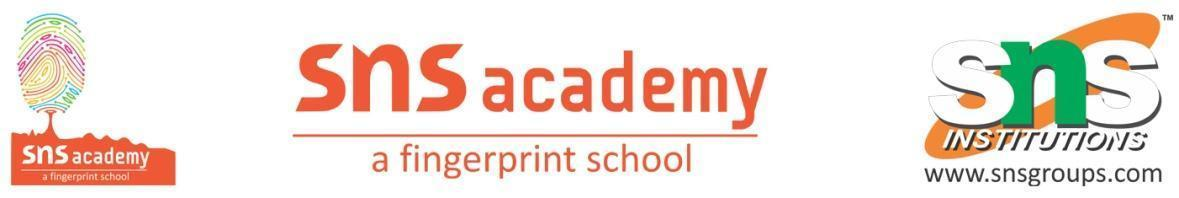 sns academy
a fingerprint school
sns academy
a fingerprint school
sns
INSTITUTIONS
www.snsgroups.com
TM